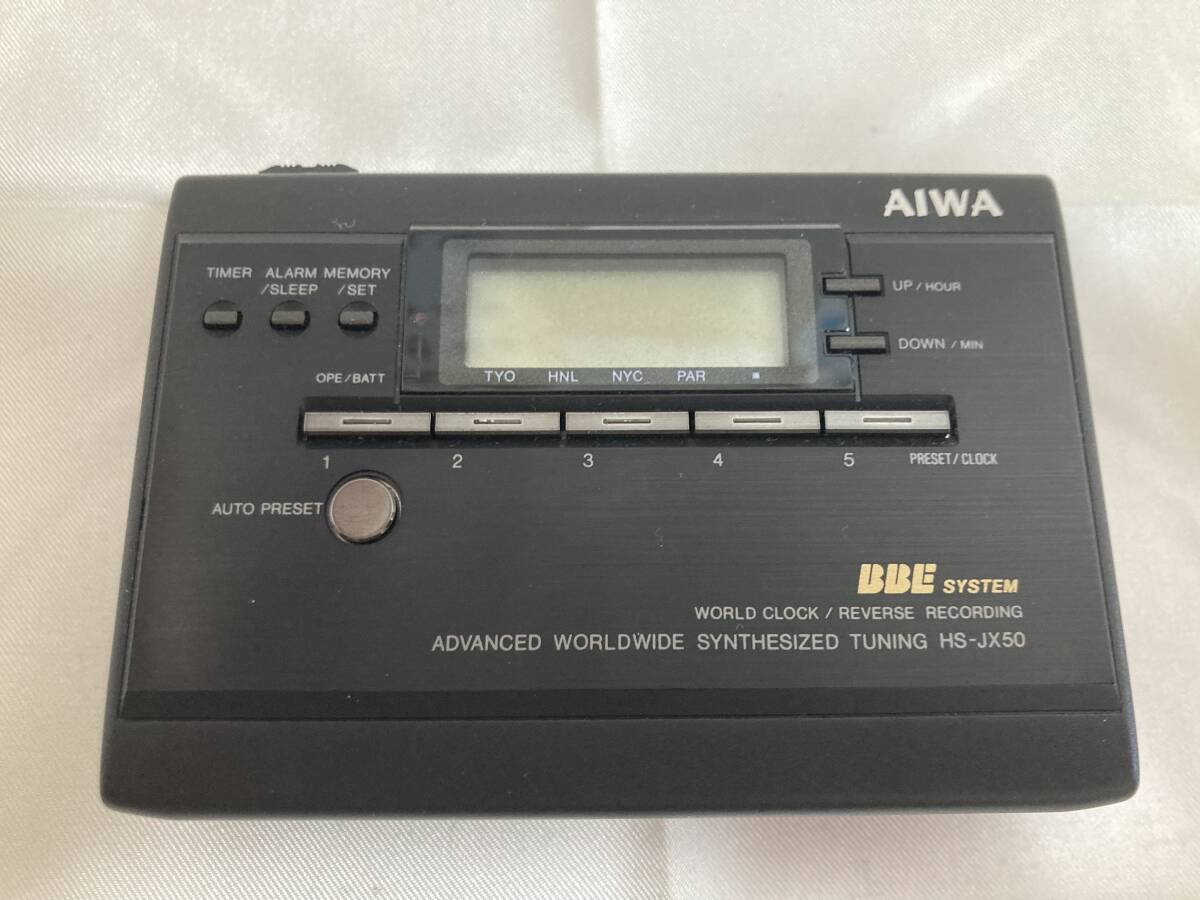 AIWA
TIMER
ALARM
/SLEEP
MEMORY
/SET
UP / HOUR
DOWN / MIN
OPE/BATT
TYO HNL NYC PAR
1 2 3 4 5 PRESET/CLOCK
AUTO PRESET
BBE SYSTEM
WORLD CLOCK / REVERSE RECORDING
ADVANCED WORLDWIDE SYNTHESIZED TUNING HS-JX50